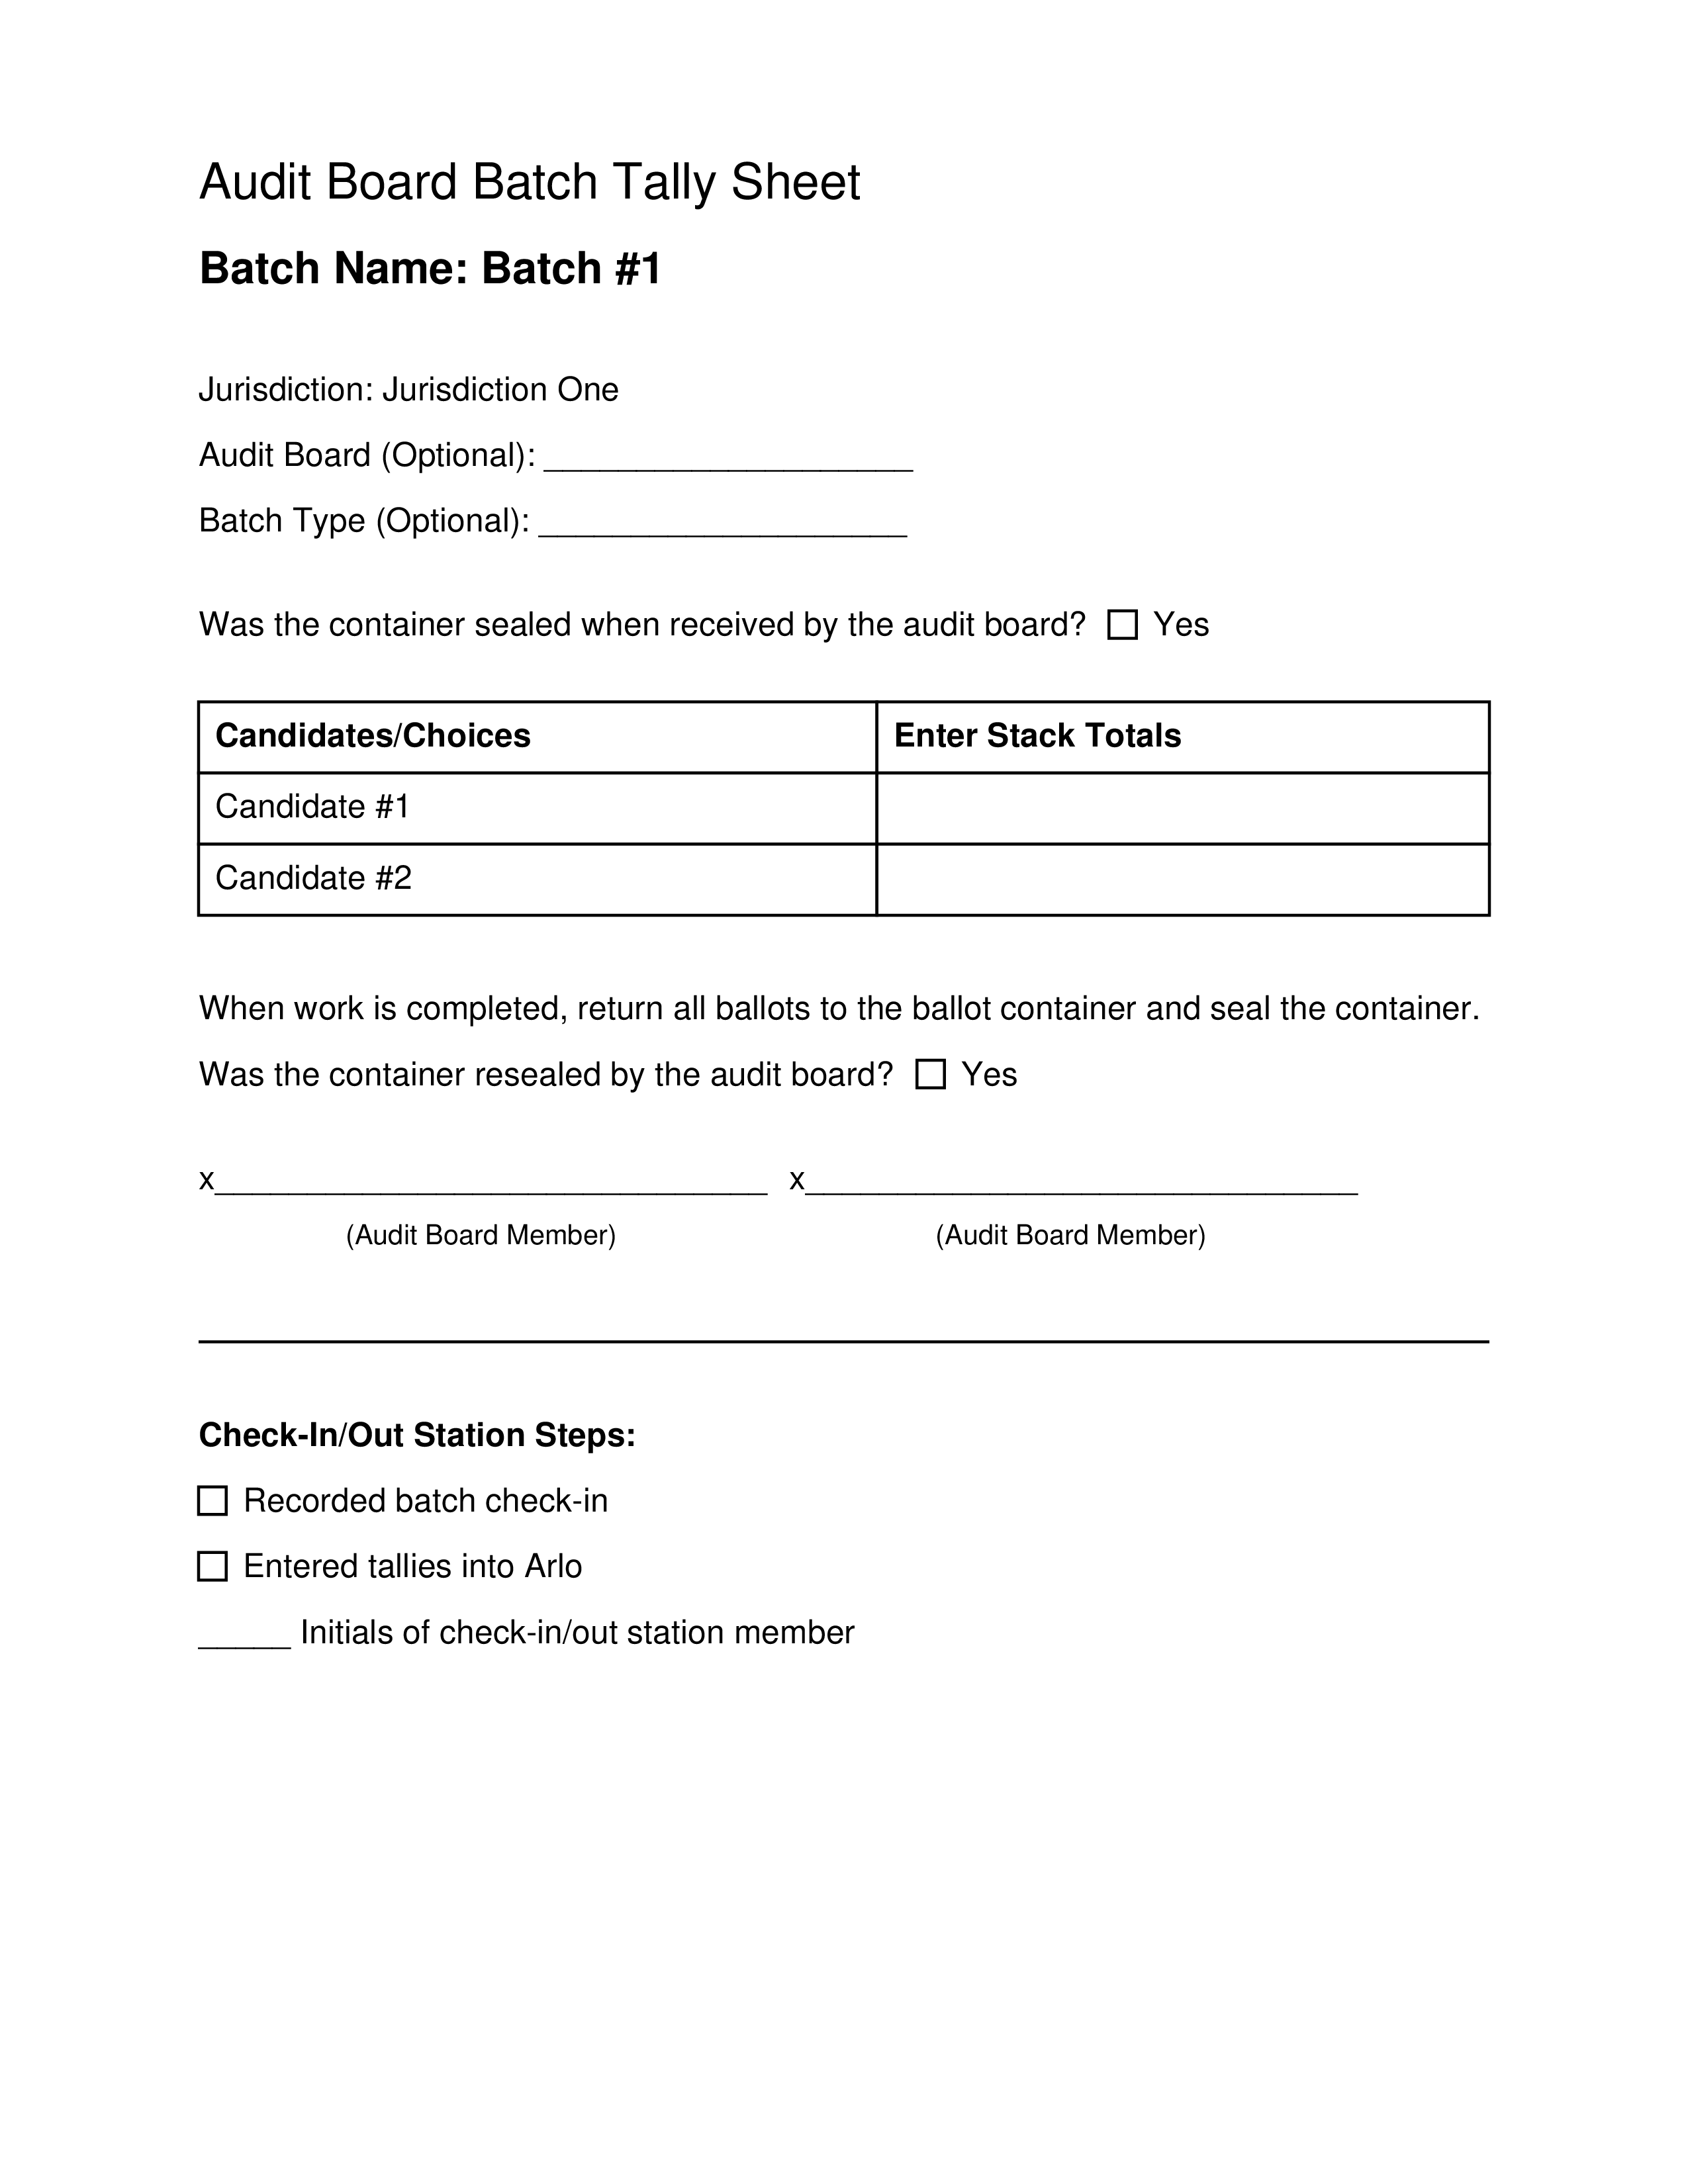 Audit Board Batch Tally Sheet
Batch Name: Batch #1
Jurisdiction: Jurisdiction One
Audit Board (Optional): ____________________
Batch Type (Optional): ____________________
Was the container sealed when received by the audit board? ☐ Yes
Candidates/Choices Enter Stack Totals
Candidate #1
Candidate #2
When work is completed, return all ballots to the ballot container and seal the container.
Was the container resealed by the audit board? ☐ Yes
x______________________________ x______________________________
(Audit Board Member) (Audit Board Member)
Check-In/Out Station Steps:
☐ Recorded batch check-in
☐ Entered tallies into Arlo
_____ Initials of check-in/out station member